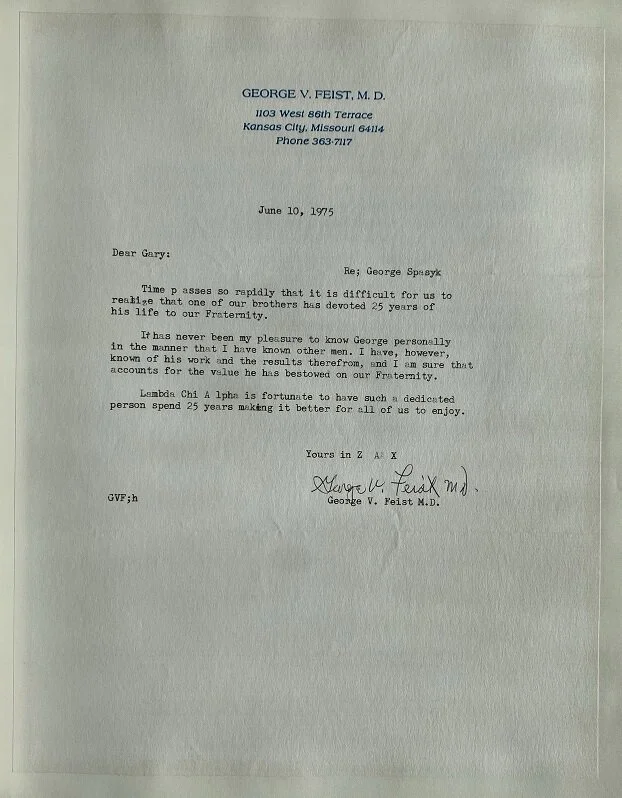 GEORGE V. FEIST, M. D.
1103 West 86th Terrace
Kansas City, Missouri 64114
Phone 363-7117
June 10, 1975
Dear Gary:
Re; George Spasyk
Time p asses so rapidly that it is difficult for us to
realize that one of our brothers has devoted 25 years of
his life to our Fraternity.
It has never been my pleasure to know George personally
in the manner that I have known other men. I have, however,
known of his work and the results therefrom, and I am sure that
accounts for the value he has bestowed on our Fraternity.
Lambda Chi A lpha is fortunate to have such a dedicated
person spend 25 years making it better for all of us to enjoy.
Yours in Z A X
George V. Feist M.D.
George V. Feist M.D.
GVF;h